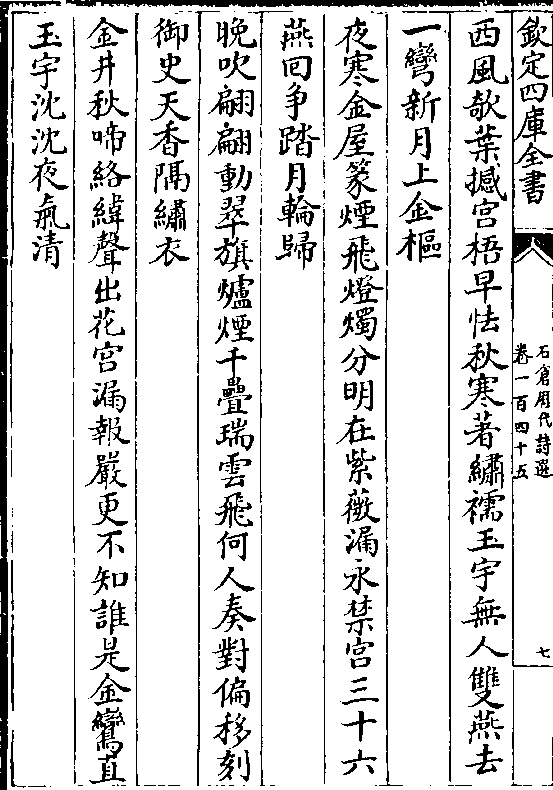 欽定四庫全書
石倉歷代詩選
卷一百四十五
七
西風欹葉撼宮梧早怯秋寒著繡襦玉宇無人雙燕去
一彎新月上金樞
夜寒金屋篆煙飛燈燭分明在紫薇漏永禁宮三十六
燕回争踏月輪歸
晚吹翩翩動翠旗爐煙千疊瑞雲飛何人奏對偏移刻
御史天香隔繡衣
金井秋啼絡緯聲出花宮漏報嚴更不知誰是金鸞直
玉宇沈沈夜氣清